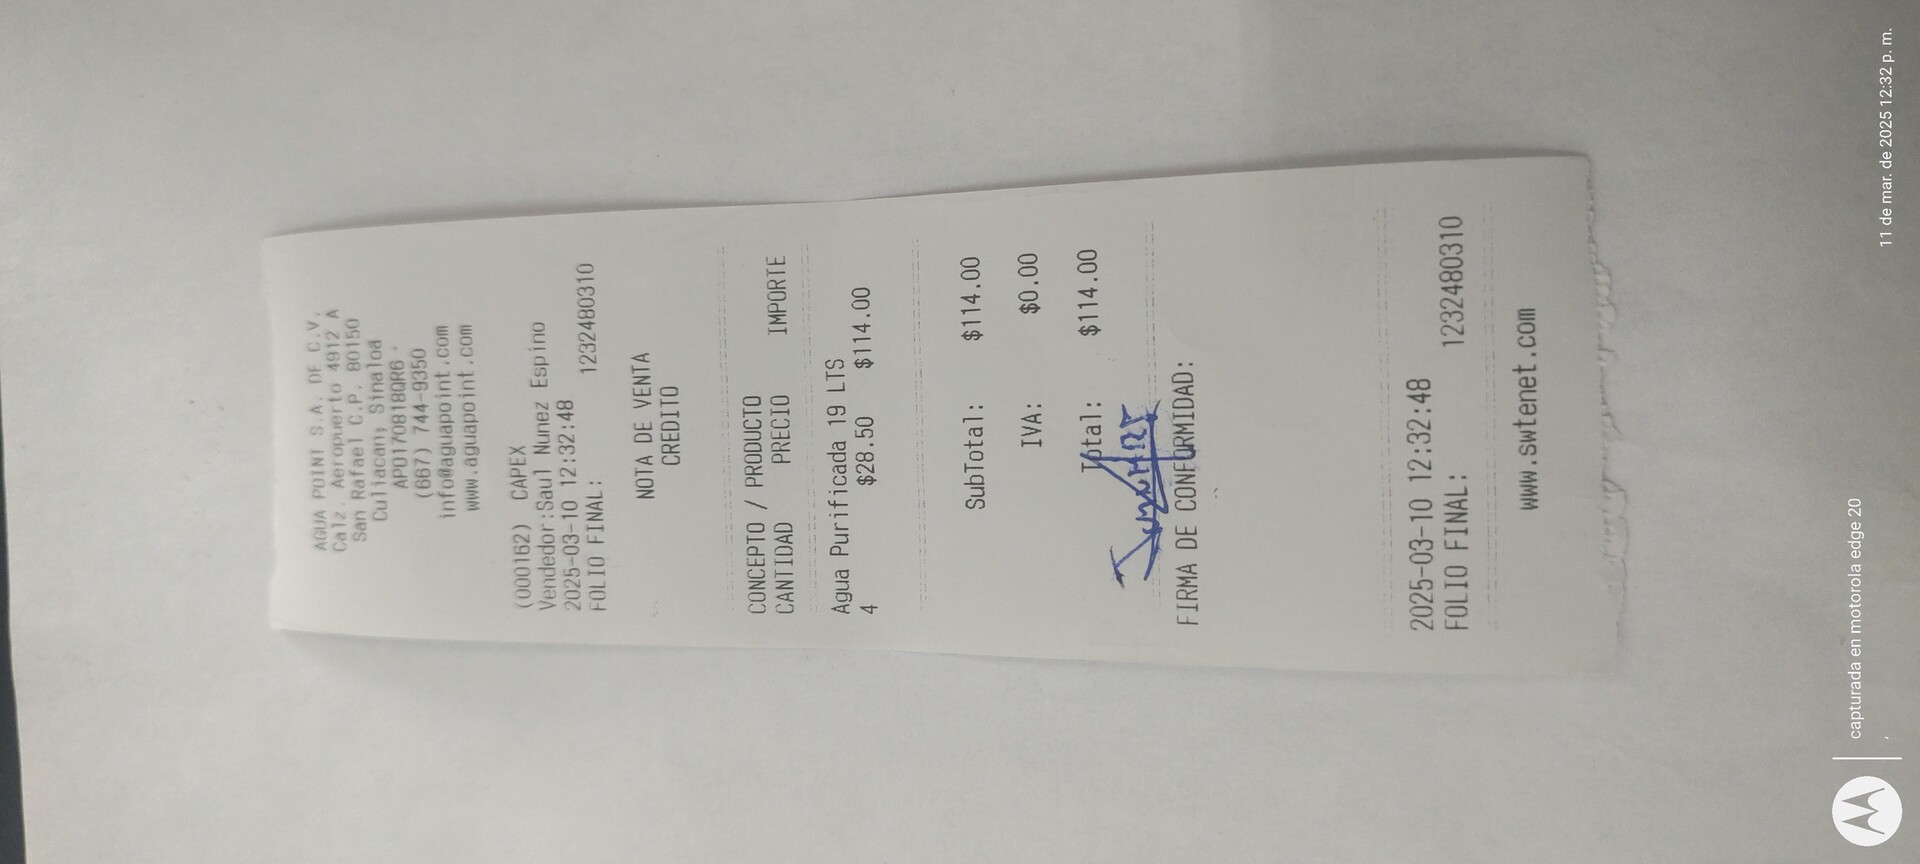 AGUA POINT S.A. DE C.V.
Calz. Aeropuerto 4912 A
San Rafael C.P. 80150
Culiacan, Sinaloa
APO170818QR6
(667) 744-9350
info@aguapoint.com
www.aguapoint.com
(000162) CAPEX
Vendedor:Saul Nunez Espino
2025-03-10 12:32:48
FOLIO FINAL: 1232480310
NOTA DE VENTA
CREDITO
CONCEPTO / PRODUCTO
CANTIDAD PRECIO IMPORTE
Agua Purificada 19 LTS
4 $28.50 $114.00
SubTotal: $114.00
IVA: $0.00
Total: $114.00
FIRMA DE CONFORMIDAD:
2025-03-10 12:32:48
FOLIO FINAL: 1232480310
www.swtenet.com
capturada en motorola edge 20
11 de mar. de 2025 12:32 p. m.